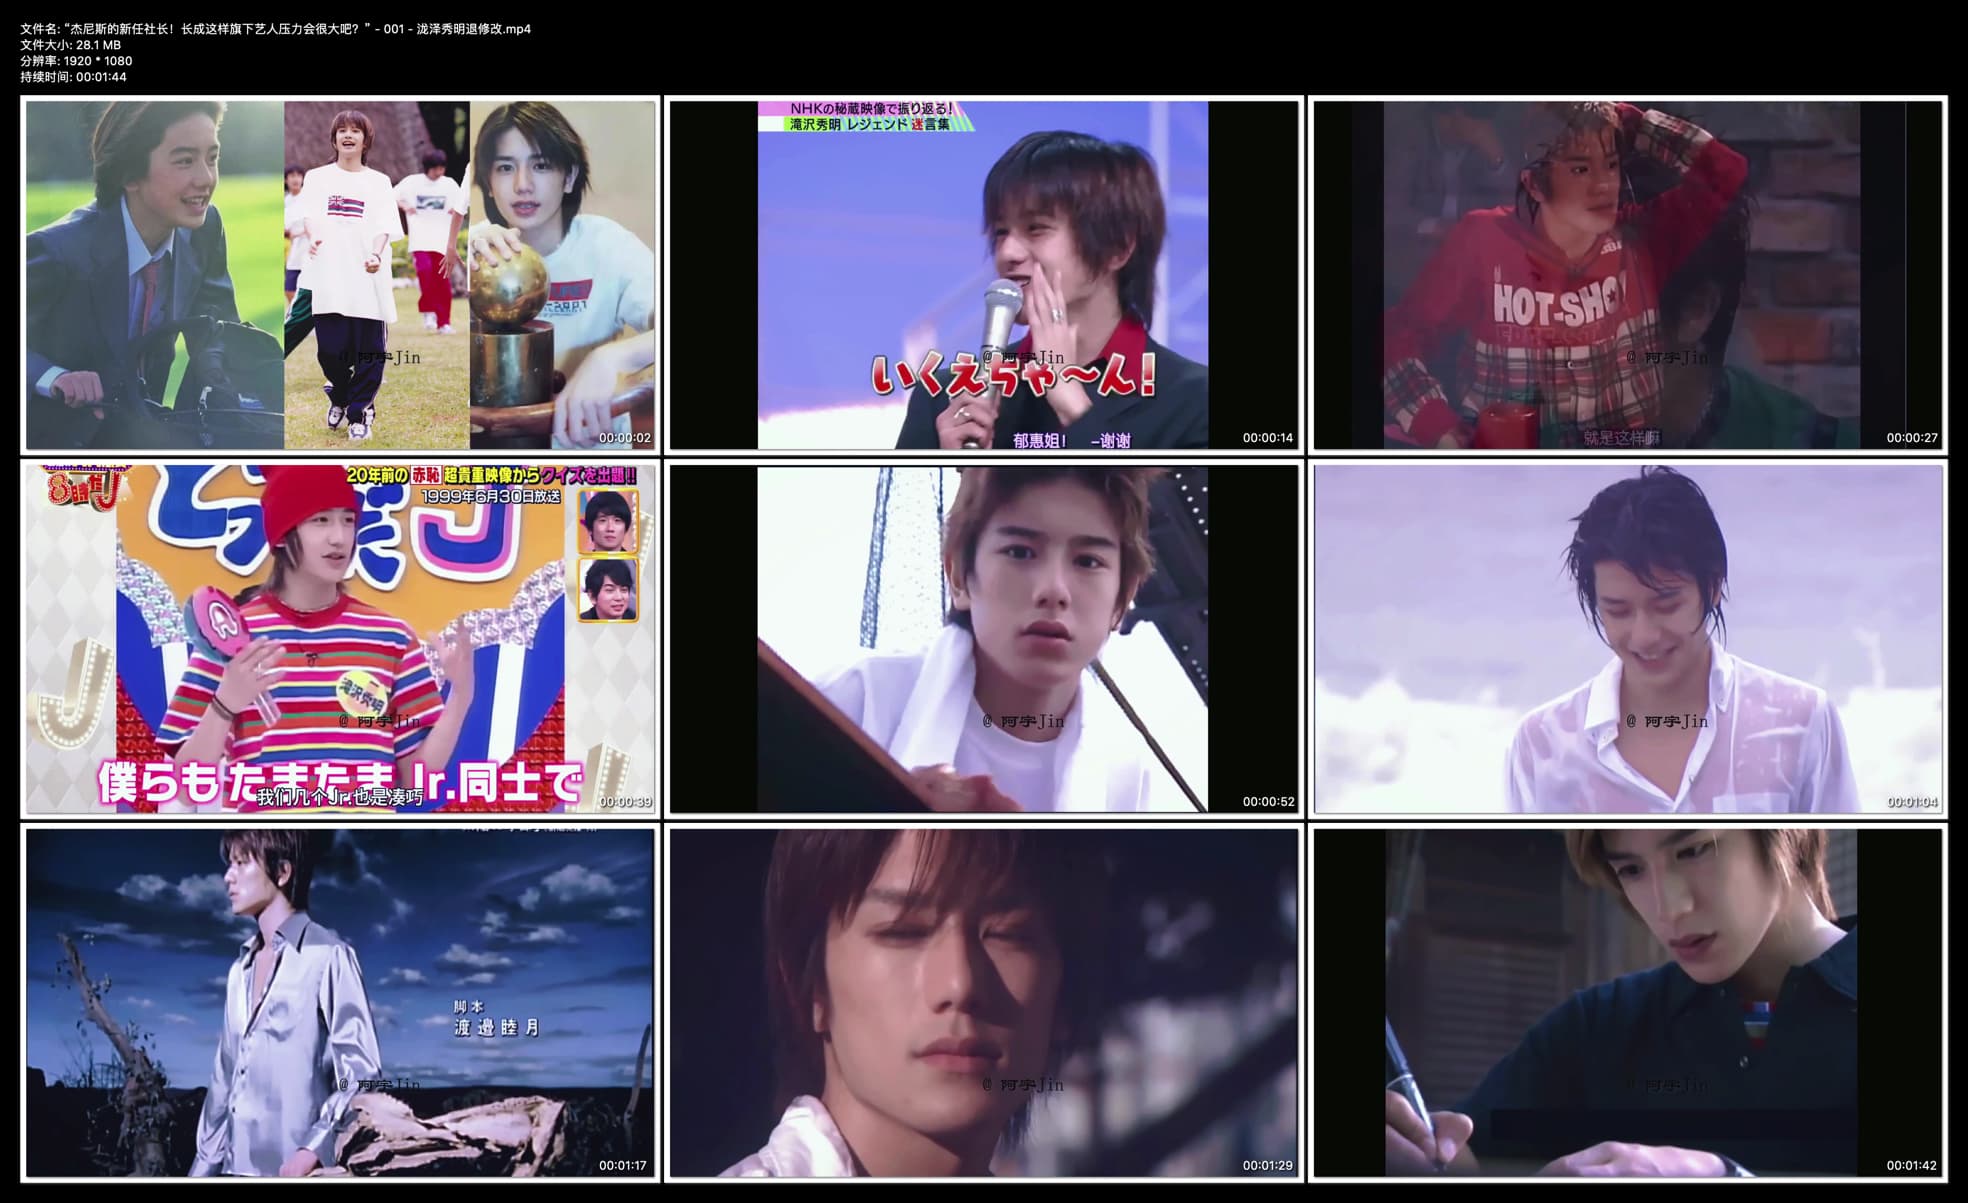 文件名: “杰尼斯的新任社长！长成这样旗下艺人压力会很大吧？” - 001 - 泷泽秀明退修改.mp4
文件大小: 28.1 MB
分辨率: 1920 * 1080
持续时间: 00:01:44
@ 阿宇Jin
00:00:02
NHKの秘蔵映像で振り返る!
滝沢秀明 レジェンド 迷言集
@ 阿宇Jin
いくえちゃ〜ん!
郁惠姐! -谢谢
00:00:14
HOT-SHO
@ 阿宇Jin
就是这样嘛
00:00:27
8時だJ
20年前の 赤恥 超貴重映像からクイズを出題!!
1999年6月30日放送
J
滝沢秀明
@ 阿宇Jin
僕らもたまたま Jr.同士で
我们几个Jr.也是凑巧
00:00:39
@ 阿宇Jin
00:00:52
@ 阿宇Jin
00:01:04
脚本
渡邉睦月
@ 阿宇Jin
00:01:17
@ 阿宇Jin
00:01:29
@ 阿宇Jin
00:01:42